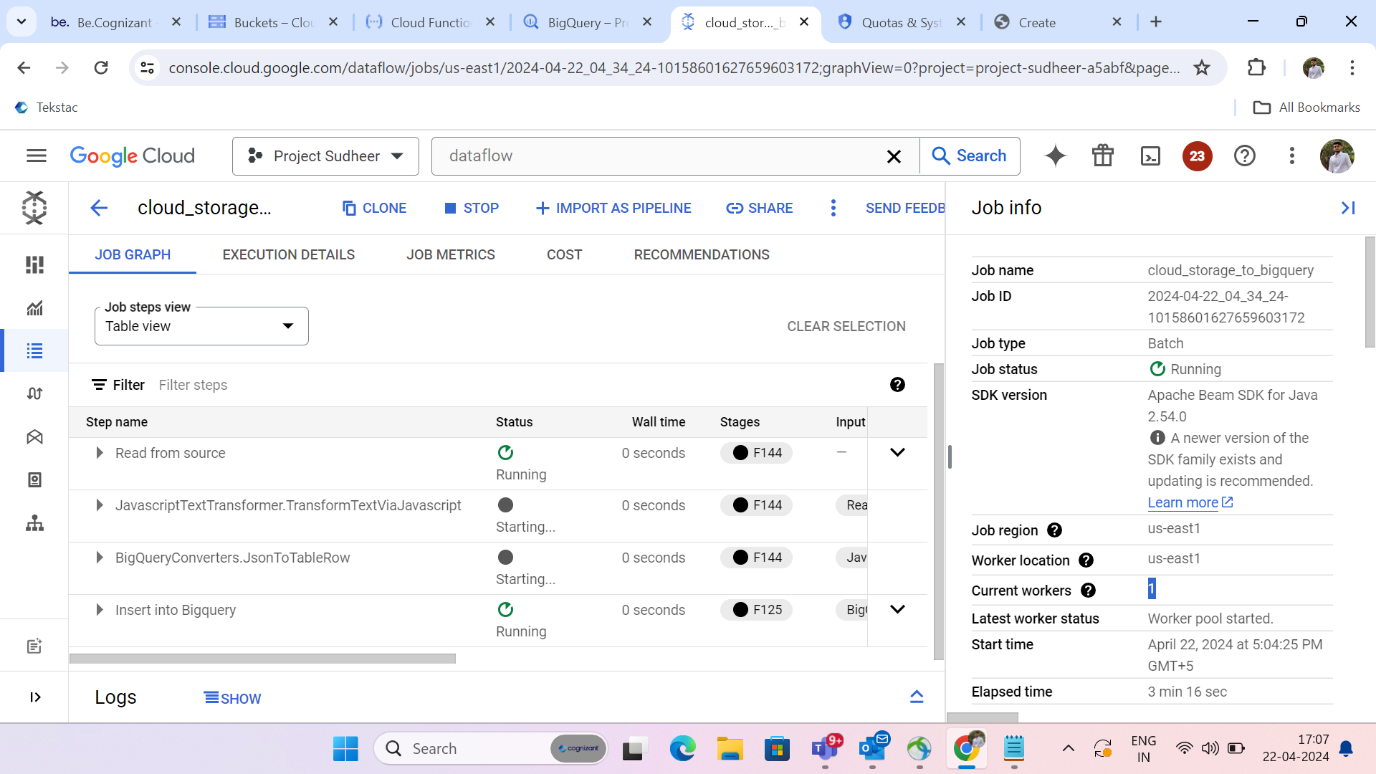 be. Be.Cognizant -
Buckets – Clou
Cloud Functio
BigQuery – Pro
cloud_stor..._b
Quotas & Syst
Create
console.cloud.google.com/dataflow/jobs/us-east1/2024-04-22_04_34_24-10158601627659603172;graphView=0?project=project-sudheer-a5abf&page...
Tekstac
All Bookmarks
Google Cloud
Project Sudheer
dataflow
Search
23
cloud_storage...
CLONE
STOP
IMPORT AS PIPELINE
SHARE
SEND FEEDB
JOB GRAPH
EXECUTION DETAILS
JOB METRICS
COST
RECOMMENDATIONS
Job steps view
Table view
CLEAR SELECTION
Filter Filter steps
Step name Status Wall time Stages Input
Read from source Running 0 seconds F144 –
JavascriptTextTransformer.TransformTextViaJavascript Starting... 0 seconds F144 Rea
BigQueryConverters.JsonToTableRow Starting... 0 seconds F144 Jav
Insert into Bigquery Running 0 seconds F125 Big
Logs
SHOW
Job info
Job name cloud_storage_to_bigquery
Job ID 2024-04-22_04_34_24-
10158601627659603172
Job type Batch
Job status Running
SDK version Apache Beam SDK for Java
2.54.0
A newer version of the
SDK family exists and
updating is recommended.
Learn more
Job region us-east1
Worker location us-east1
Current workers 1
Latest worker status Worker pool started.
Start time April 22, 2024 at 5:04:25 PM
GMT+5
Elapsed time 3 min 16 sec
Search
cognizant
9+
ENG
IN
17:07
22-04-2024